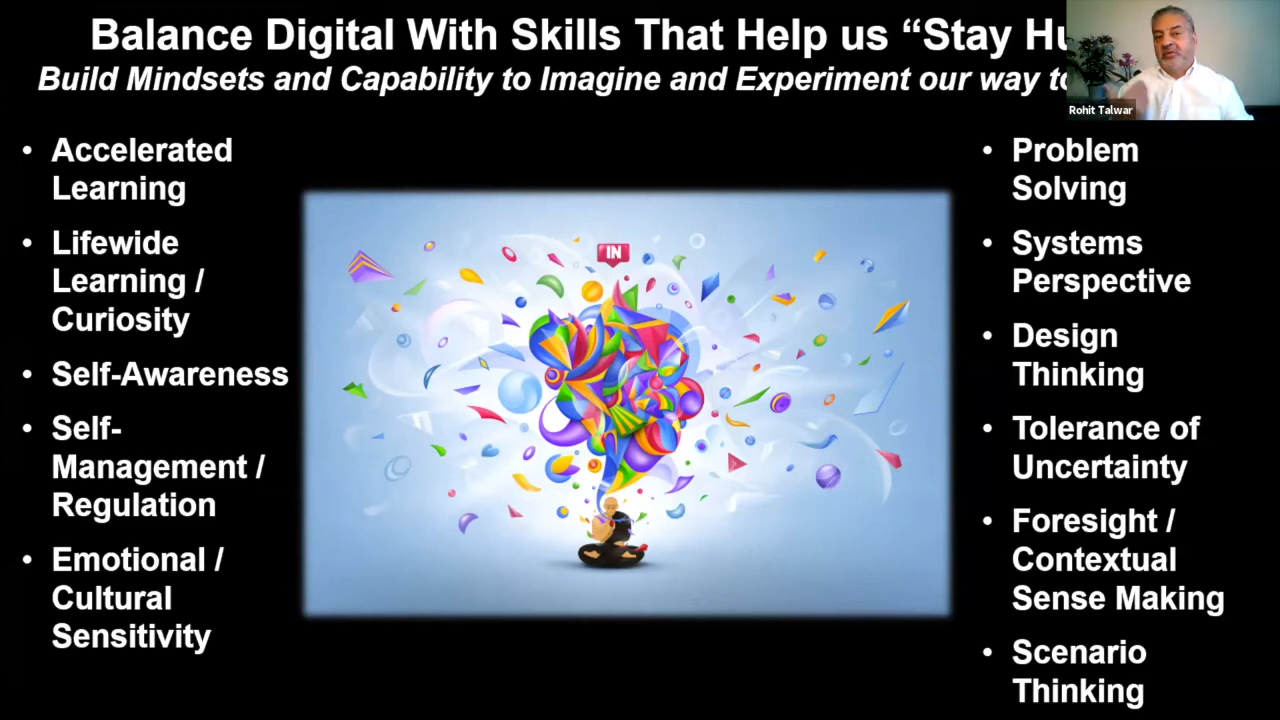 Balance Digital With Skills That Help us “Stay
Build Mindsets and Capability to Imagine and Experiment our way
Rohit Talwar
• Accelerated
Learning
• Lifewide
Learning /
Curiosity
• Self-Awareness
• Self-
Management /
Regulation
• Emotional /
Cultural
Sensitivity
IN
• Problem
Solving
• Systems
Perspective
• Design
Thinking
• Tolerance of
Uncertainty
• Foresight /
Contextual
Sense Making
• Scenario
Thinking